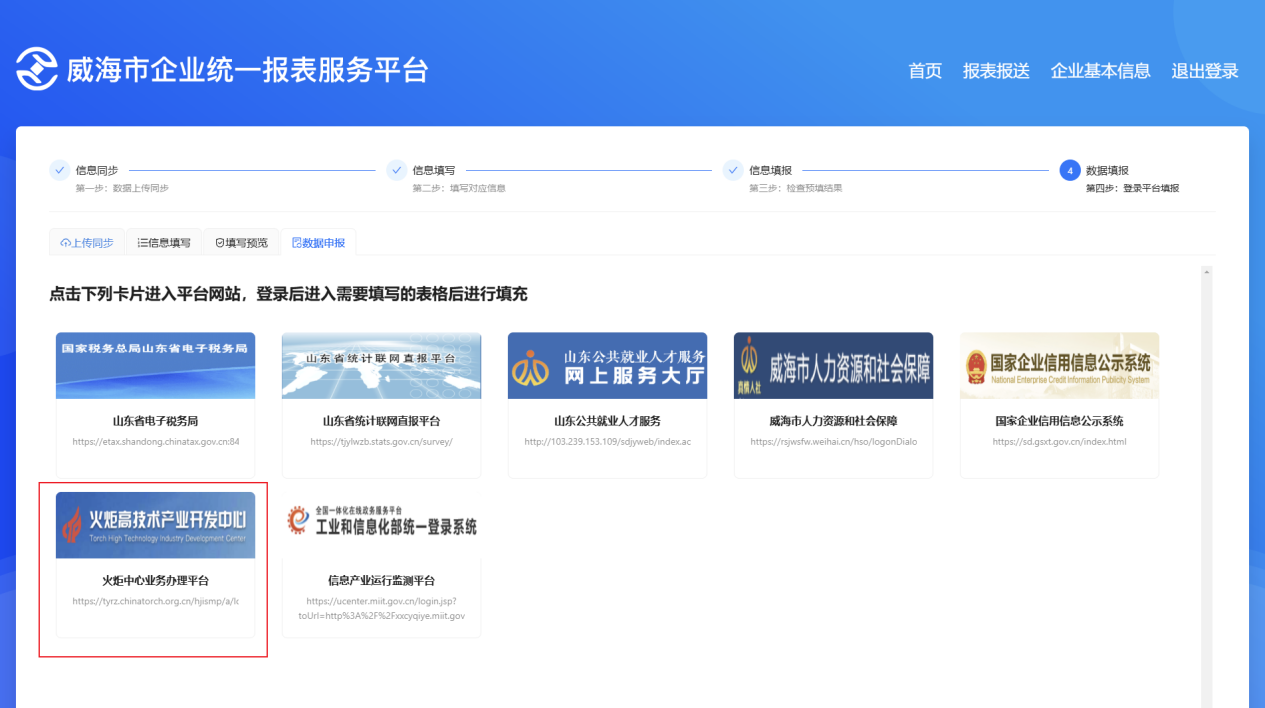 威海市企业统一报表服务平台
首页 报表报送 企业基本信息 退出登录
信息同步
第一步：数据上传同步
信息填写
第二步：填写对应信息
信息填报
第三步：检查预填结果
4 数据填报
第四步：登录平台填报
上传同步 信息填写 填写预览 数据申报
点击下列卡片进入平台网站，登录后进入需要填写的表格后进行填充
国家税务总局山东省电子税务局
山东省电子税务局
https://etax.shandong.chinatax.gov.cn:84
山东省统计联网直报平台
山东省统计联网直报平台
https://tjylwzb.stats.gov.cn/survey/
山东公共就业人才服务
网上服务大厅
山东公共就业人才服务
http://103.239.153.109/sdjyweb/index.ac
真情人社
威海市人力资源和社会保障
威海市人力资源和社会保障
https://rsjwsfw.weihai.cn/hso/logonDialo
国家企业信用信息公示系统
National Enterprise Credit Information Publicity System
国家企业信用信息公示系统
https://sd.gsxt.gov.cn/index.html
火炬高技术产业开发中心
Torch High Technology Industry Development Center
火炬中心业务办理平台
https://tyrz.chinatorch.org.cn/hjismp/a/lc
全国一体化在线政务服务平台
工业和信息化部统一登录系统
信息产业运行监测平台
https://ucenter.miit.gov.cn/login.jsp?
toUrl=http%3A%2F%2Fxxcyqiye.miit.gov